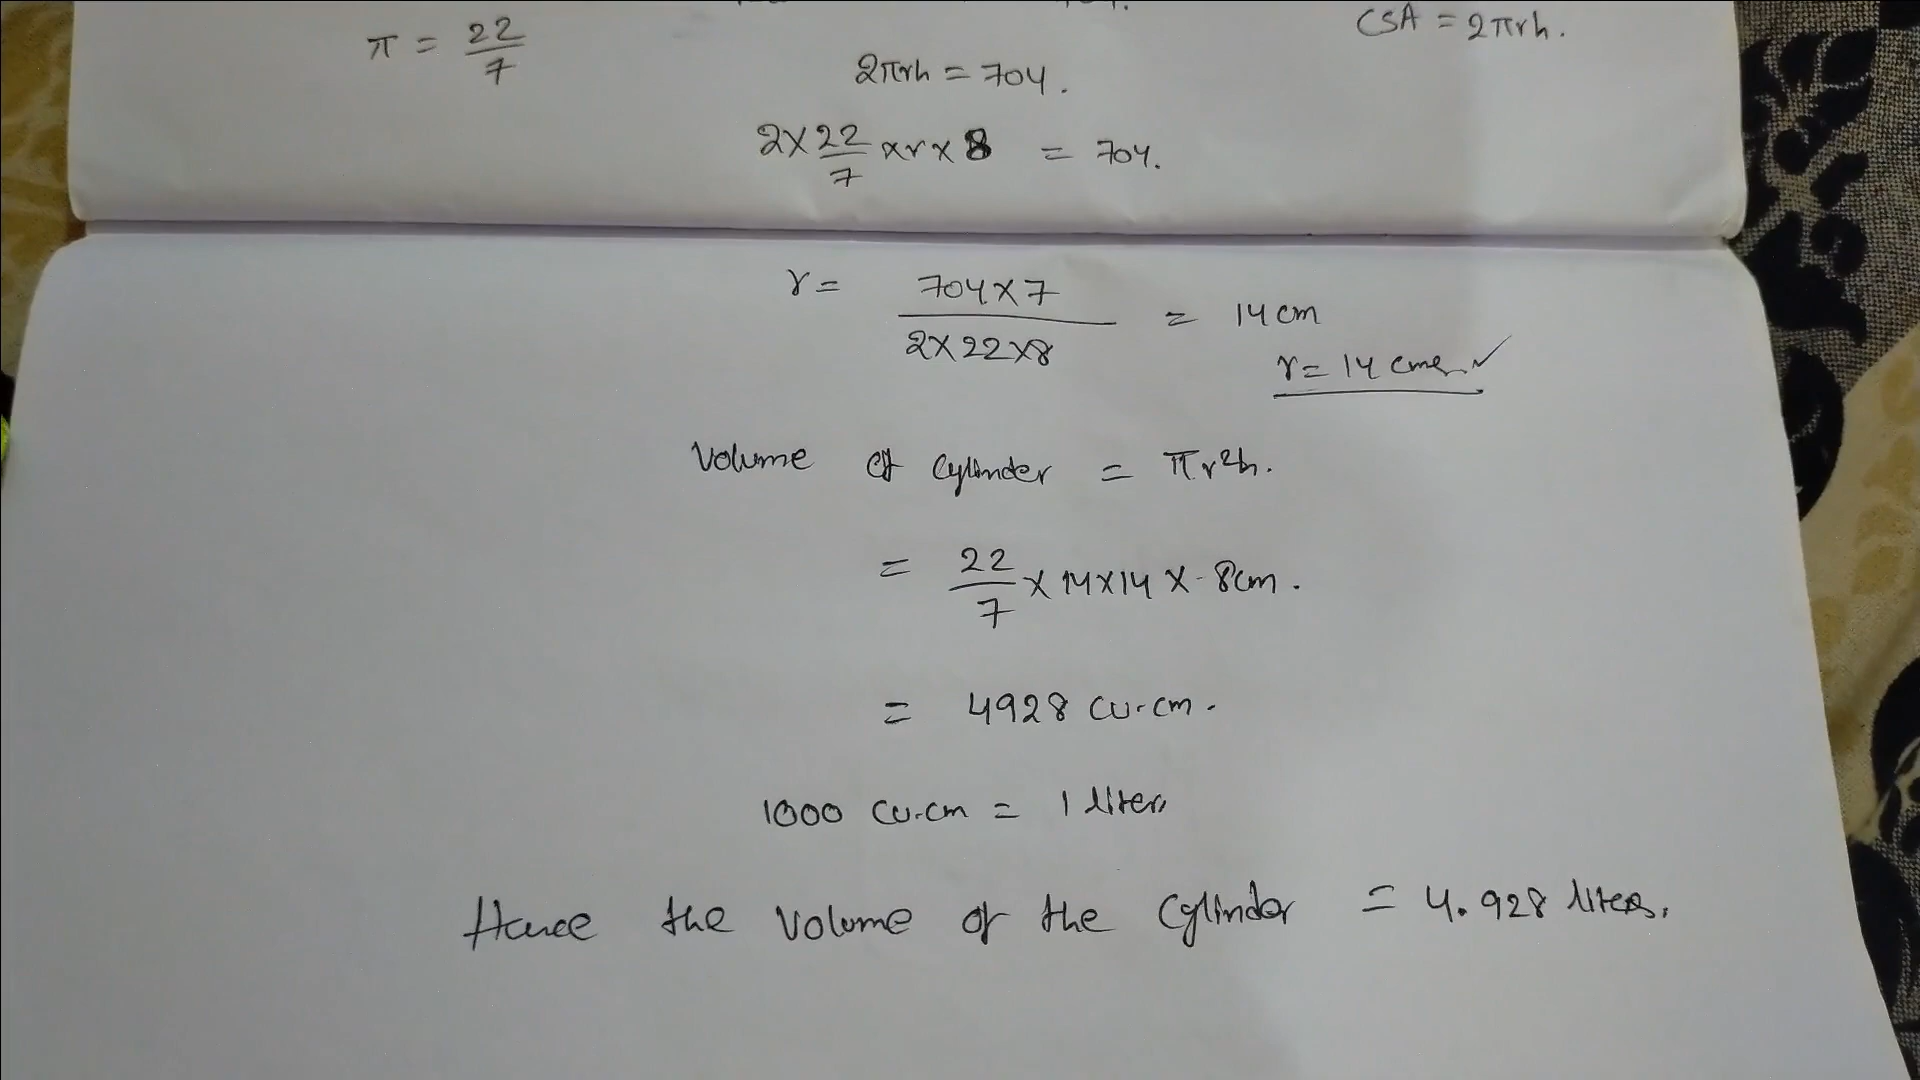 CSA = 2πrh.
π = 22/7
2πrh = 704.
2 × 22/7 × r × 8 = 704.
r = 704×7 / 2×22×8 = 14 cm
r = 14 cm
Volume of Cylinder = πr²h.
= 22/7 × 14×14 × 8cm.
= 4928 cu.cm.
1000 cu.cm = 1 liter
Hence the volume of the Cylinder = 4.928 liters.